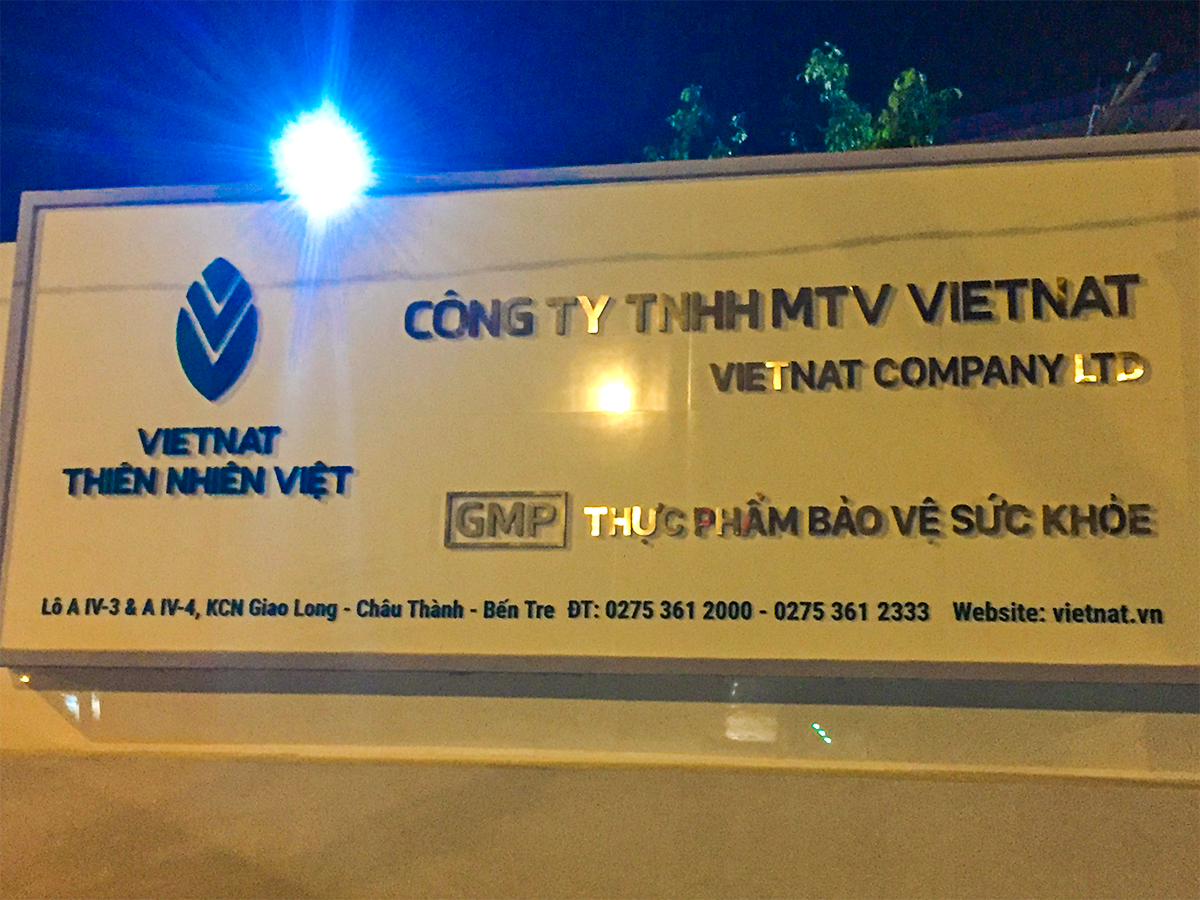 VIETNAT
THIÊN NHIÊN VIỆT
CÔNG TY TNHH MTV VIETNAT
VIETNAT COMPANY LTD
GMP THỰC PHẨM BẢO VỆ SỨC KHỎE
Lô A IV-3 & A IV-4, KCN Giao Long - Châu Thành - Bến Tre ĐT: 0275 361 2000 - 0275 361 2333 Website: vietnat.vn